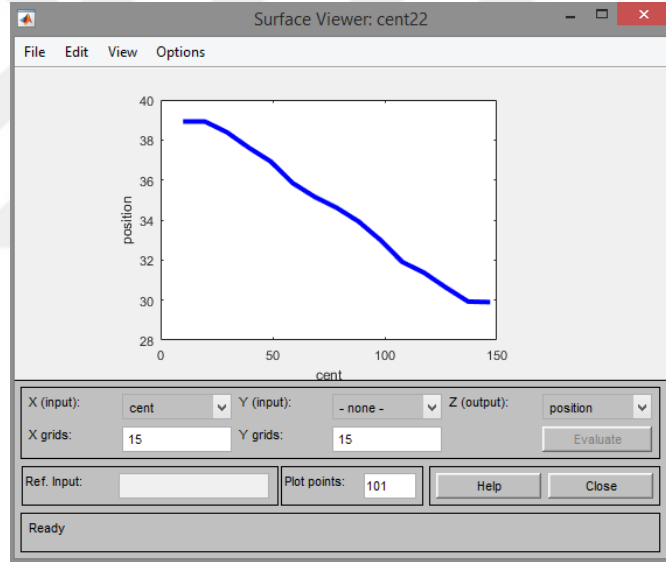 Surface Viewer: cent22
File Edit View Options
40
38
36
34
32
30
28
position
0 50 100 150
cent
X (input): cent Y (input): - none - Z (output): position
X grids: 15 Y grids: 15 Evaluate
Ref. Input: Plot points: 101 Help Close
Ready